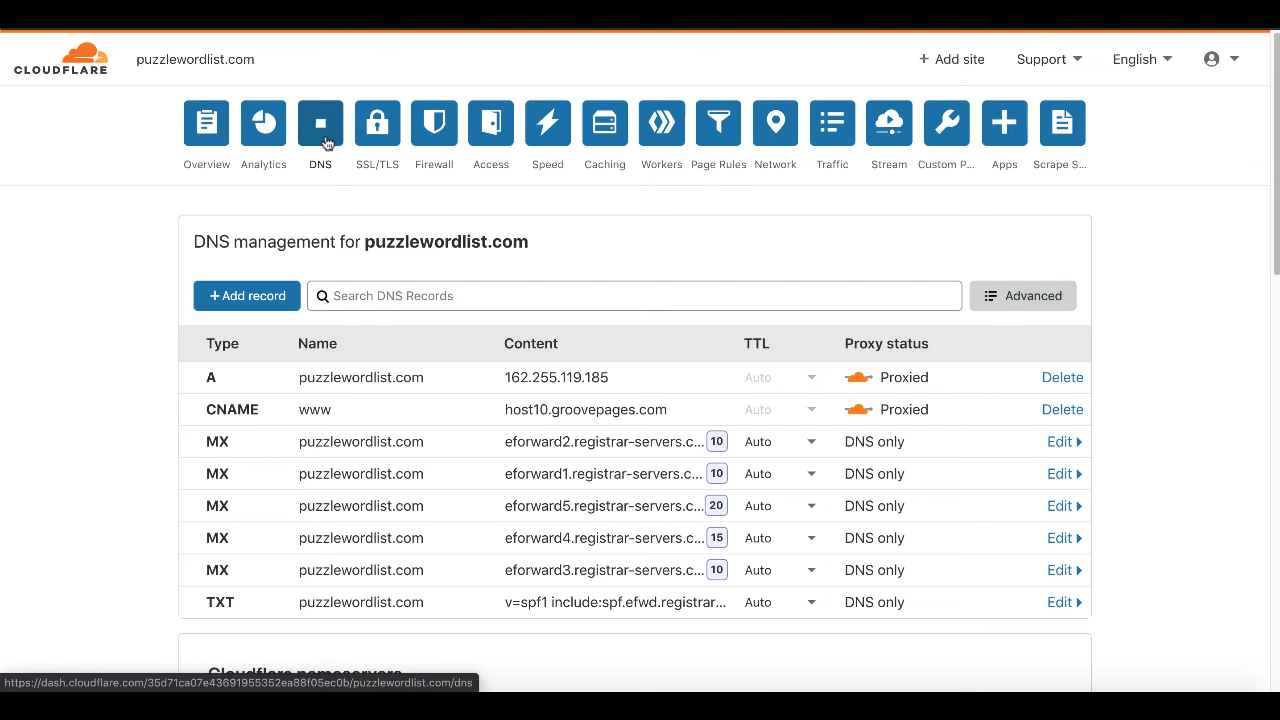 CLOUDFLARE puzzlewordlist.com + Add site Support English
Overview Analytics DNS SSL/TLS Firewall Access Speed Caching Workers Page Rules Network Traffic Stream Custom P... Apps Scrape S...
DNS management for puzzlewordlist.com
+ Add record Search DNS Records Advanced
Type Name Content TTL Proxy status
A puzzlewordlist.com 162.255.119.185 Auto Proxied Delete
CNAME www host10.groovepages.com Auto Proxied Delete
MX puzzlewordlist.com eforward2.registrar-servers.c... 10 Auto DNS only Edit
MX puzzlewordlist.com eforward1.registrar-servers.c... 10 Auto DNS only Edit
MX puzzlewordlist.com eforward5.registrar-servers.c... 20 Auto DNS only Edit
MX puzzlewordlist.com eforward4.registrar-servers.c... 15 Auto DNS only Edit
MX puzzlewordlist.com eforward3.registrar-servers.c... 10 Auto DNS only Edit
TXT puzzlewordlist.com v=spf1 include:spf.efwd.registrar... Auto DNS only Edit
Cloudflare nameservers
https://dash.cloudflare.com/35d71ca07e43691955352ea88f05ec0b/puzzlewordlist.com/dns